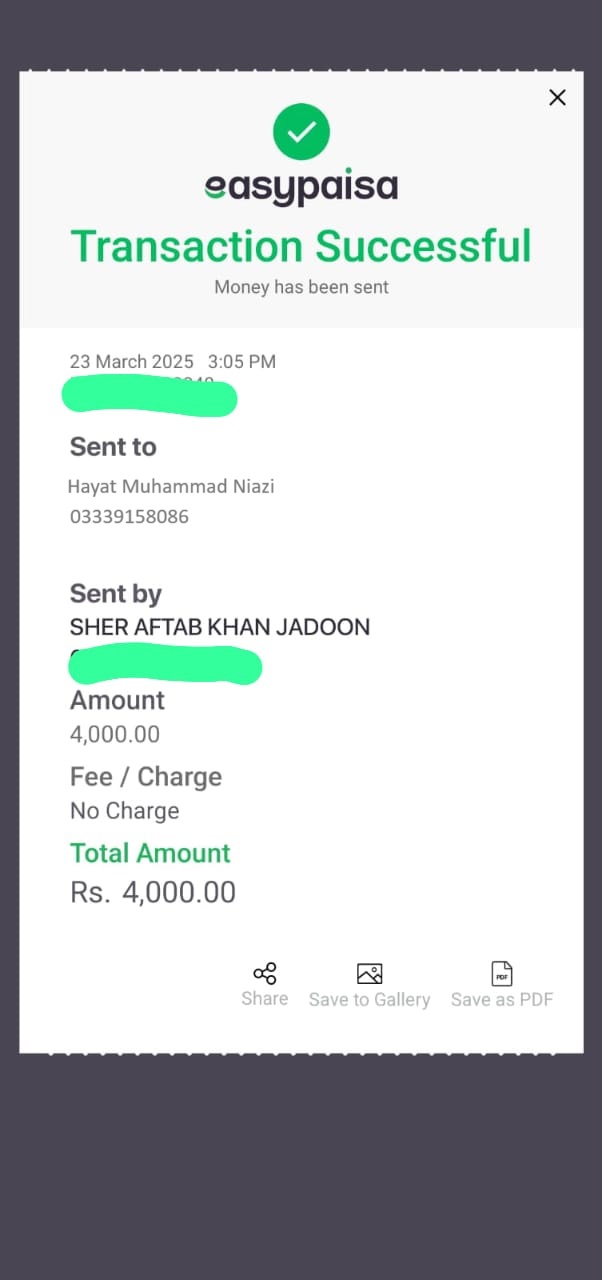 easypaisa
Transaction Successful
Money has been sent
23 March 2025 3:05 PM
Sent to
Hayat Muhammad Niazi
03339158086
Sent by
SHER AFTAB KHAN JADOON
Amount
4,000.00
Fee / Charge
No Charge
Total Amount
Rs. 4,000.00
PDF
Share Save to Gallery Save as PDF